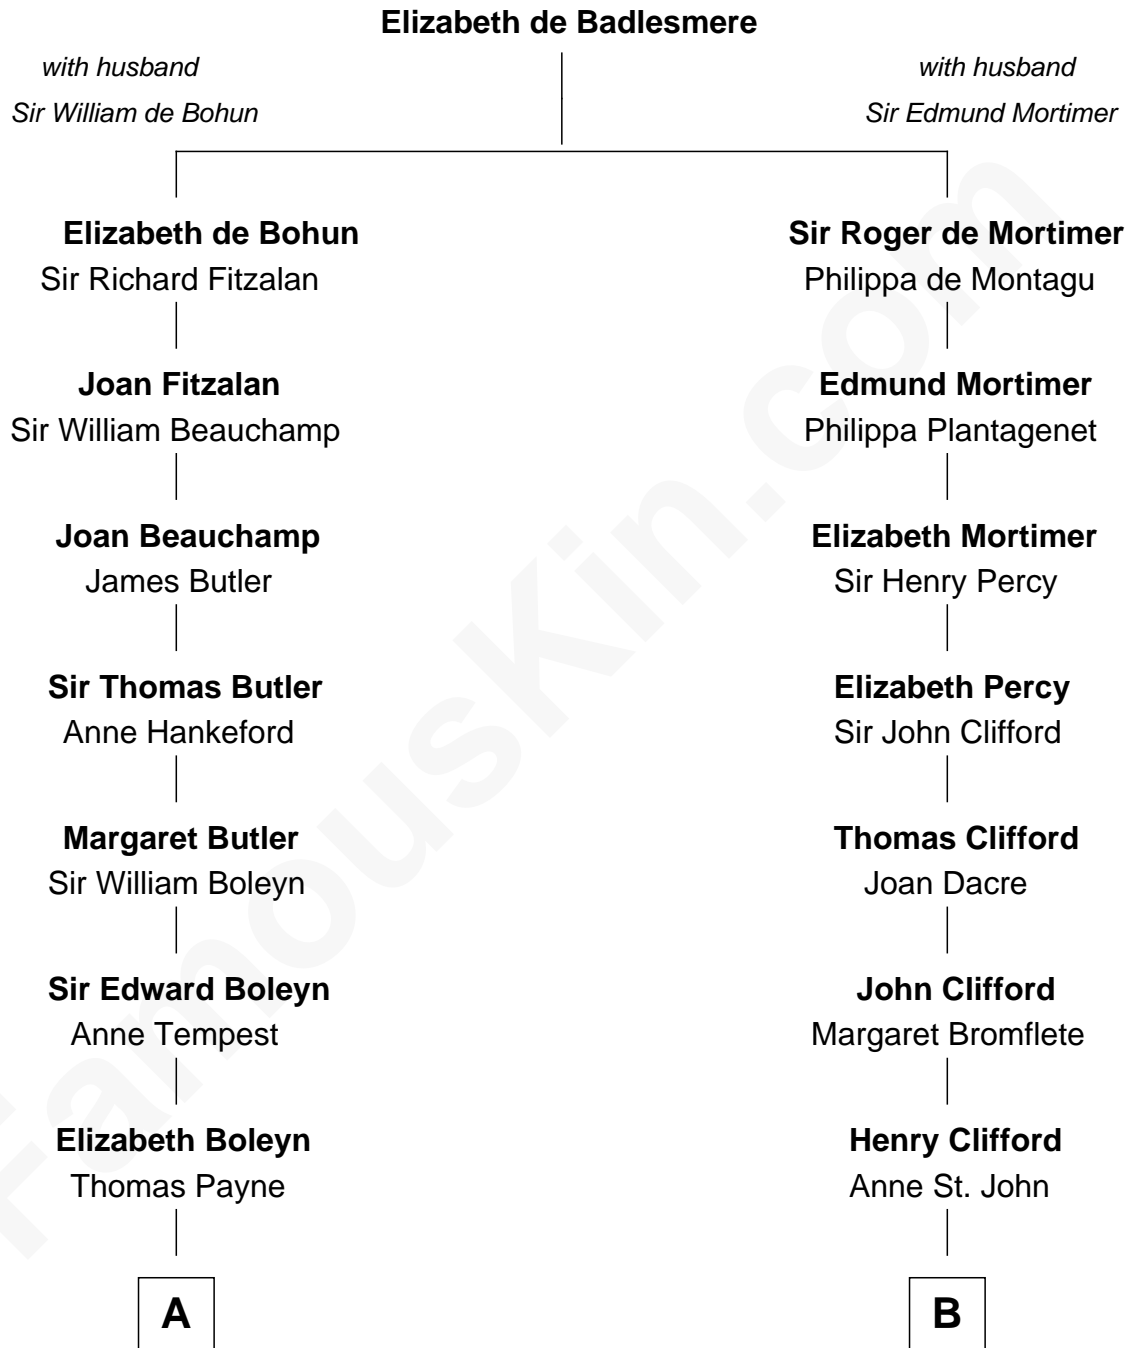 Elizabeth de Badlesmere
with husband
Sir William de Bohun
with husband
Sir Edmund Mortimer
Elizabeth de Bohun
Sir Richard Fitzalan
Joan Fitzalan
Sir William Beauchamp
Joan Beauchamp
James Butler
Sir Thomas Butler
Anne Hankeford
Margaret Butler
Sir William Boleyn
Sir Edward Boleyn
Anne Tempest
Elizabeth Boleyn
Thomas Payne
A
Sir Roger de Mortimer
Philippa de Montagu
Edmund Mortimer
Philippa Plantagenet
Elizabeth Mortimer
Sir Henry Percy
Elizabeth Percy
Sir John Clifford
Thomas Clifford
Joan Dacre
John Clifford
Margaret Bromflete
Henry Clifford
Anne St. John
B
FamousKin.com